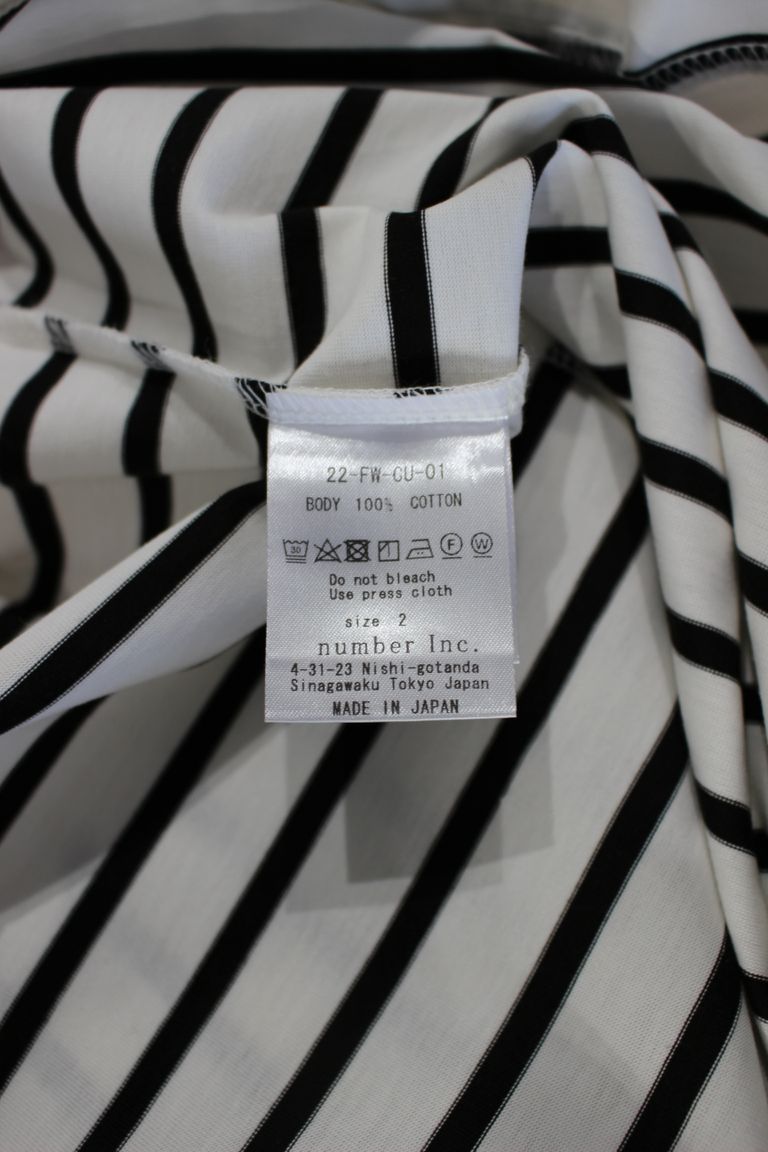 22-FW-CU-01
BODY 100% COTTON
30 F W
Do not bleach
Use press cloth
size 2
number Inc.
4-31-23 Nishi-gotanda
Sinagawaku Tokyo Japan
MADE IN JAPAN